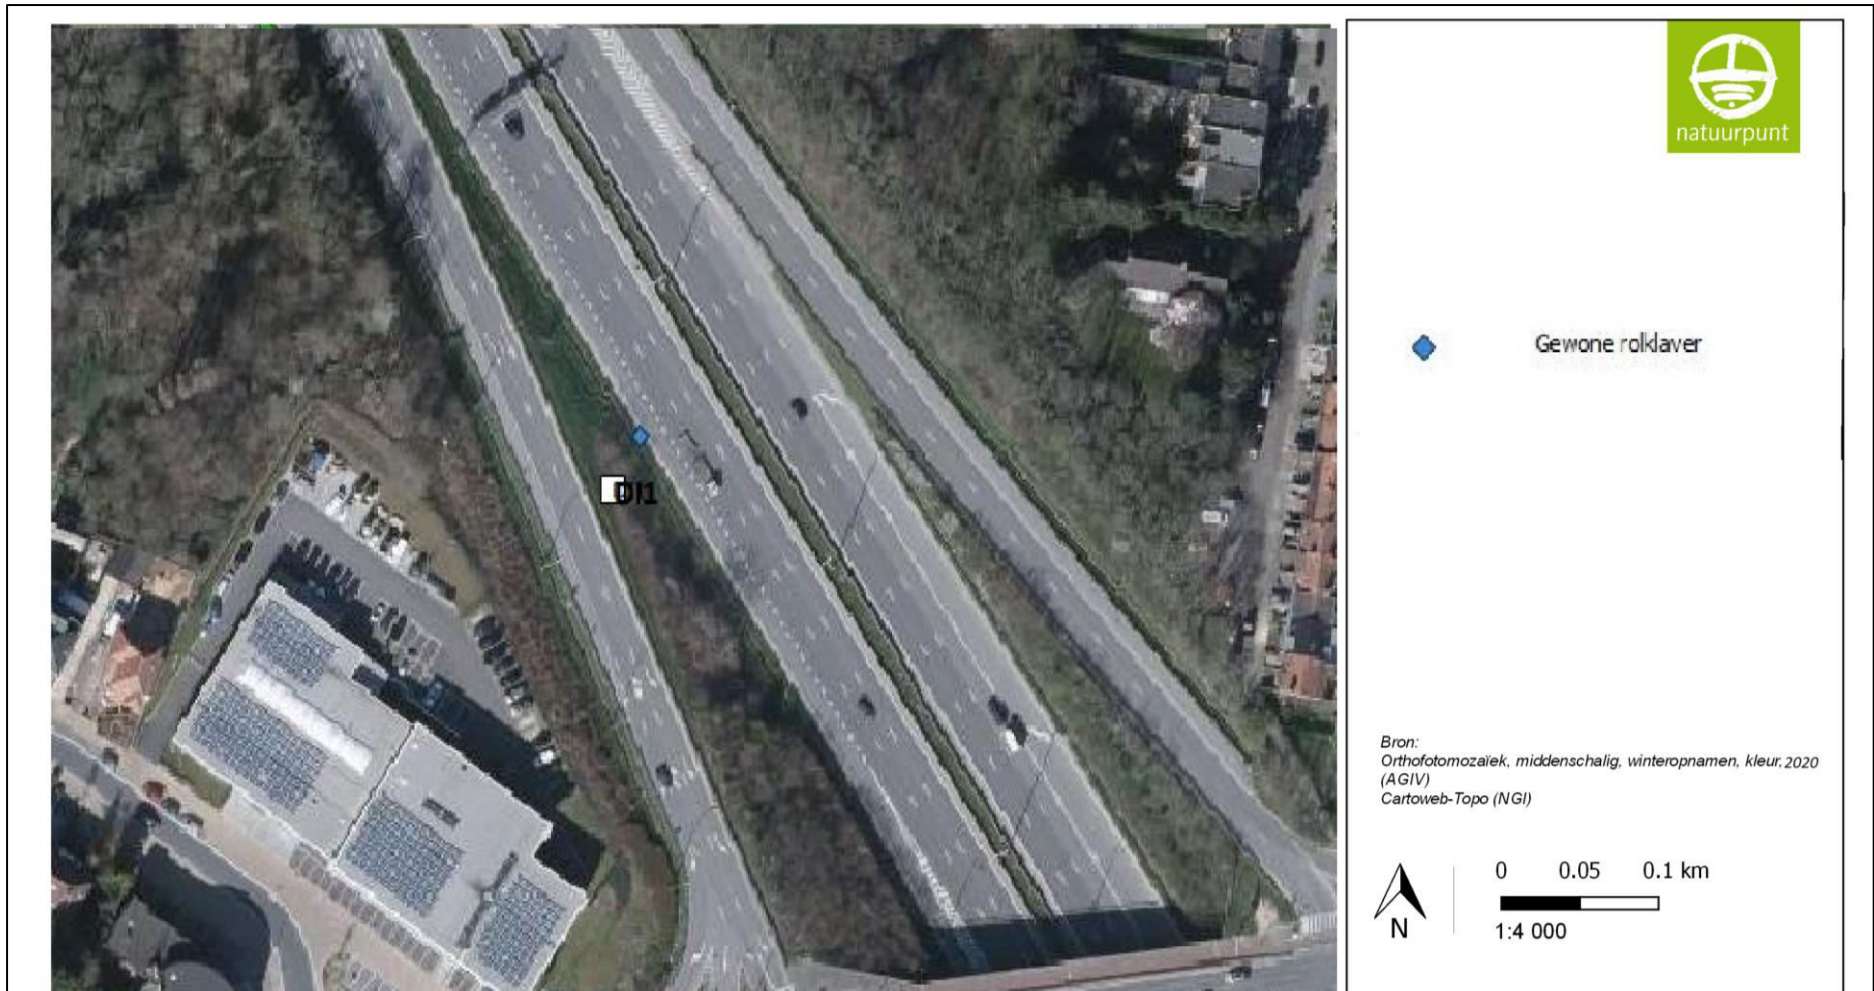 natuurpunt
Gewone rolklaver
DI1
Bron:
Orthofotomozaïek, middenschalig, winteropnamen, kleur, 2020
(AGIV)
Cartoweb-Topo (NGI)
0 0.05 0.1 km
N
1:4 000